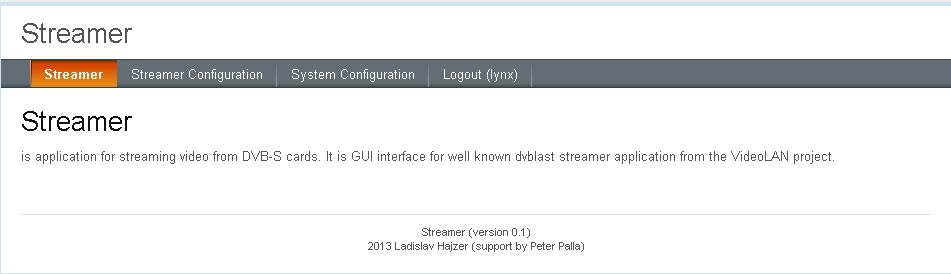 Streamer
Streamer Streamer Configuration System Configuration Logout (lynx)
Streamer
is application for streaming video from DVB-S cards. It is GUI interface for well known dvblast streamer application from the VideoLAN project.
Streamer (version 0.1)
2013 Ladislav Hajzer (support by Peter Palla)